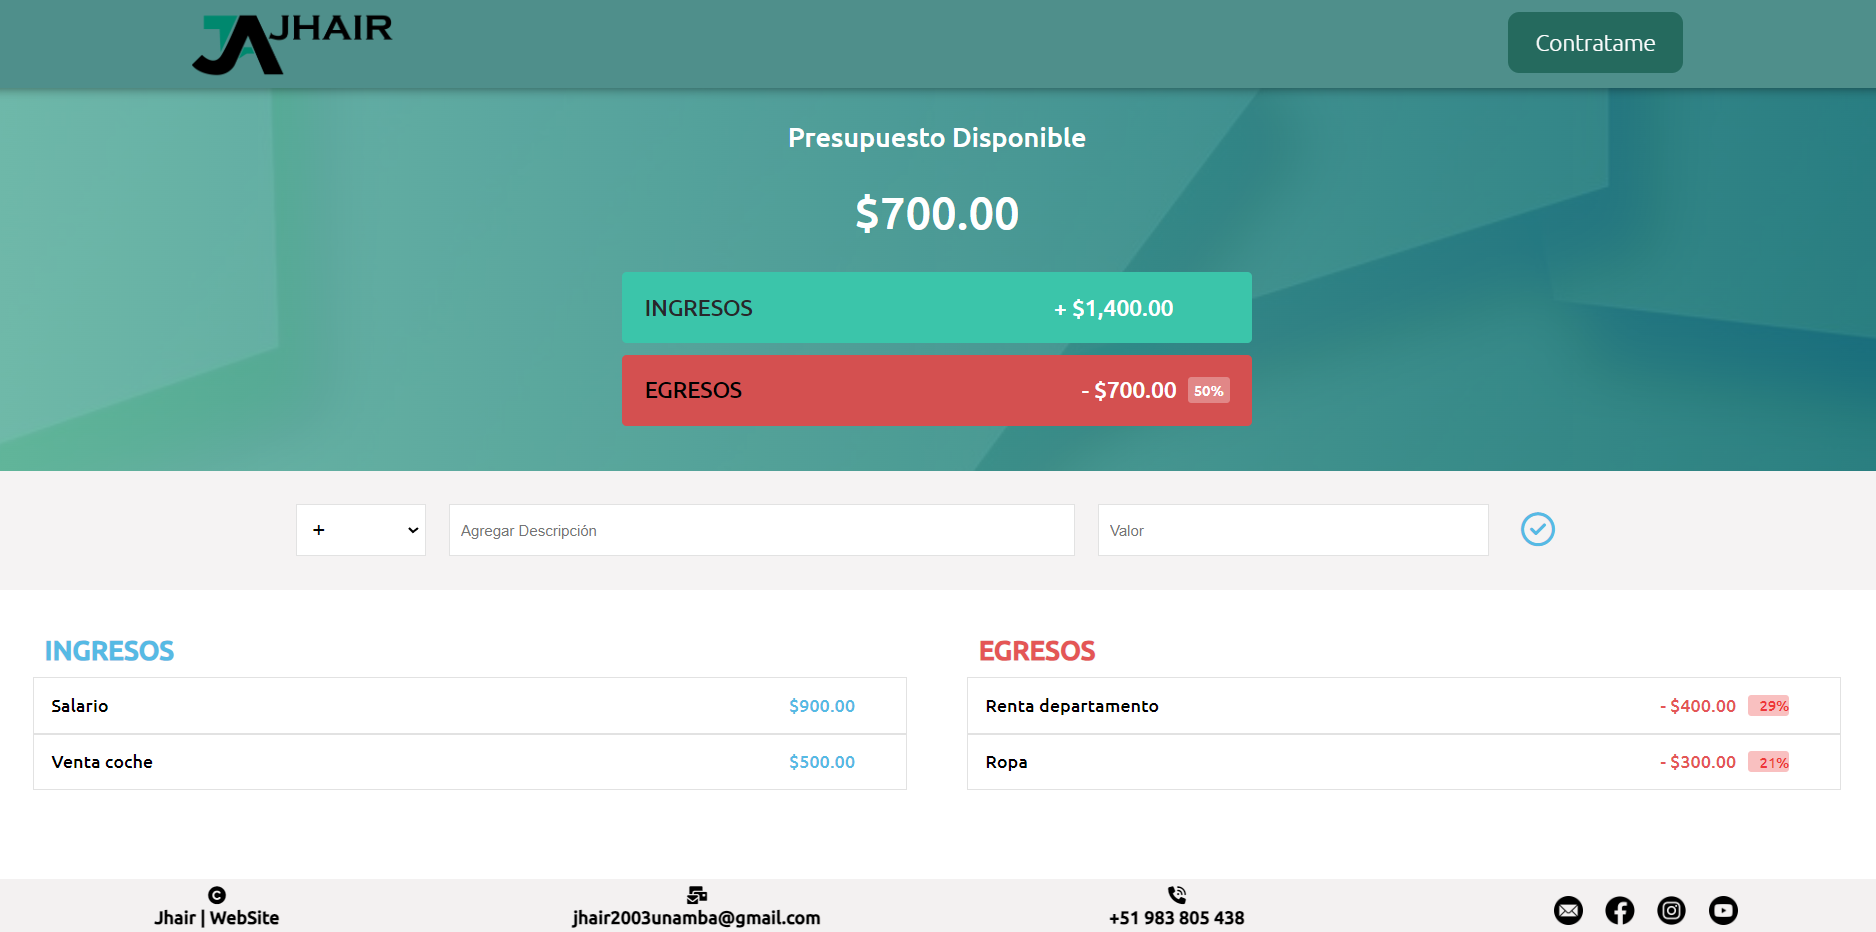 JA JHAIR
Contratame
Presupuesto Disponible
$700.00
INGRESOS + $1,400.00
EGRESOS - $700.00 50%
+ Agregar Descripción Valor
INGRESOS
Salario $900.00
Venta coche $500.00
EGRESOS
Renta departamento - $400.00 29%
Ropa - $300.00 21%
Jhair | WebSite
jhair2003unamba@gmail.com
+51 983 805 438